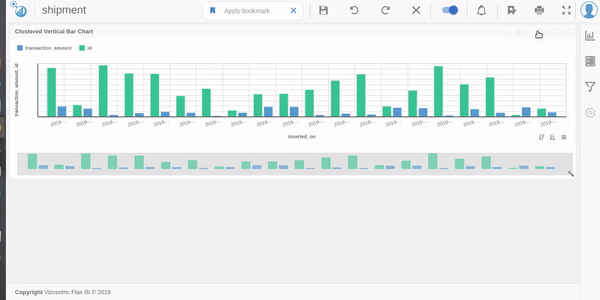 shipment
Apply bookmark
Clustered Vertical Bar Chart
transaction_amount
id
transaction_amount, id
2019... 2019... 2019... 2019... 2019... 2019... 2019... 2019... 2019... 2019... 2019... 2019... 2019... 2019... 2019... 2019... 2019... 2019... 2019... 2019...
inserted_on
Copyright Vizcentric Flair BI © 2019